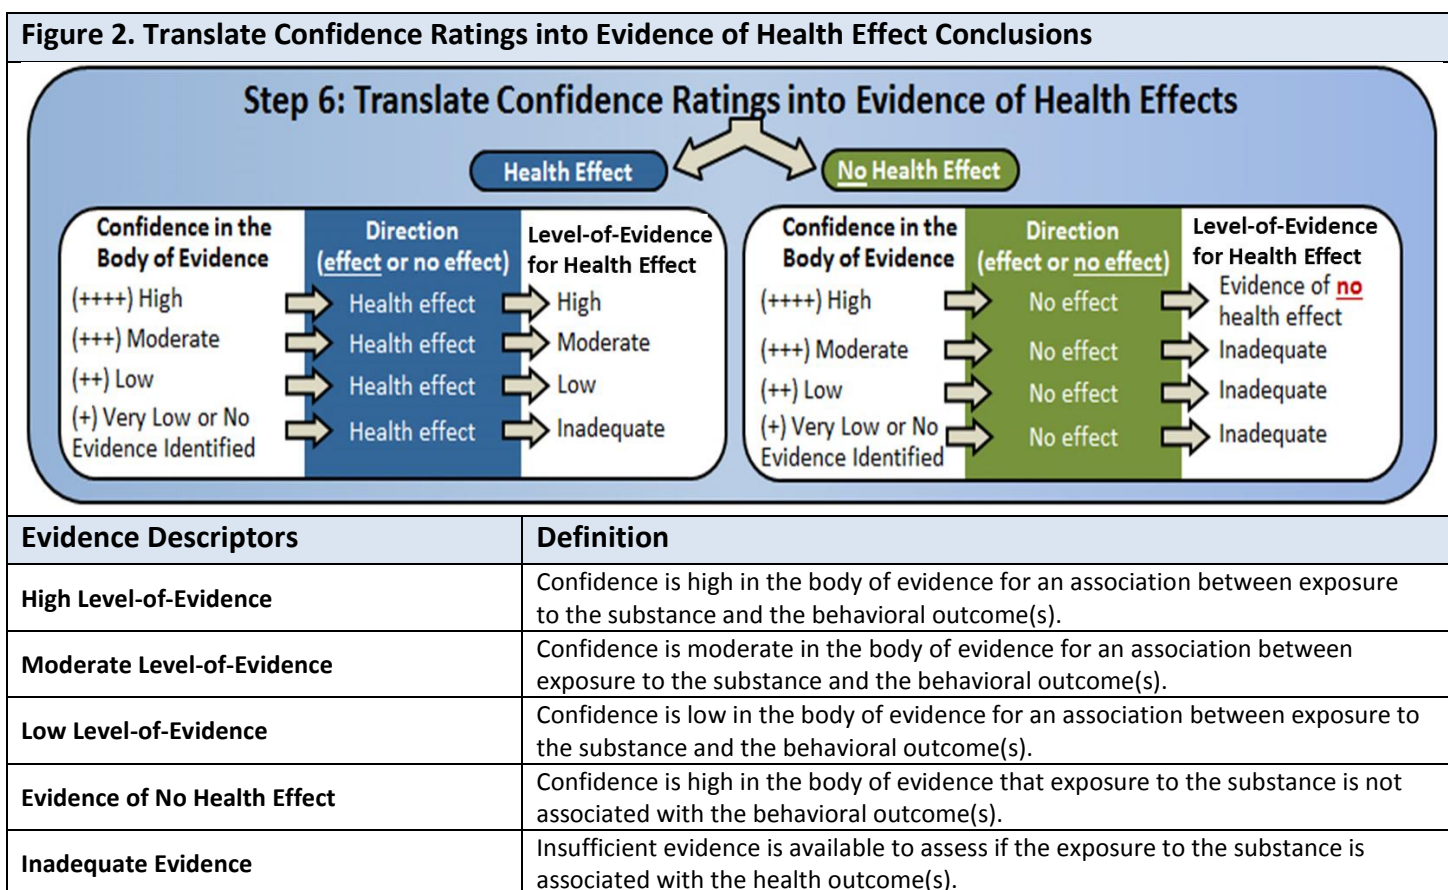 Figure 2. Translate Confidence Ratings into Evidence of Health Effect Conclusions
Step 6: Translate Confidence Ratings into Evidence of Health Effects
Health Effect
No Health Effect
Confidence in the
Body of Evidence
Direction
(effect or no effect)
Level-of-Evidence
for Health Effect
(++++) High
Health effect
High
(+++) Moderate
Health effect
Moderate
(++) Low
Health effect
Low
(+) Very Low or No
Evidence Identified
Health effect
Inadequate
Confidence in the
Body of Evidence
Direction
(effect or no effect)
Level-of-Evidence
for Health Effect
(++++) High
No effect
Evidence of no
health effect
(+++) Moderate
No effect
Inadequate
(++) Low
No effect
Inadequate
(+) Very Low or No
Evidence Identified
No effect
Inadequate
Evidence Descriptors
Definition
High Level-of-Evidence
Confidence is high in the body of evidence for an association between exposure
to the substance and the behavioral outcome(s).
Moderate Level-of-Evidence
Confidence is moderate in the body of evidence for an association between
exposure to the substance and the behavioral outcome(s).
Low Level-of-Evidence
Confidence is low in the body of evidence for an association between exposure to
the substance and the behavioral outcome(s).
Evidence of No Health Effect
Confidence is high in the body of evidence that exposure to the substance is not
associated with the behavioral outcome(s).
Inadequate Evidence
Insufficient evidence is available to assess if the exposure to the substance is
associated with the health outcome(s).